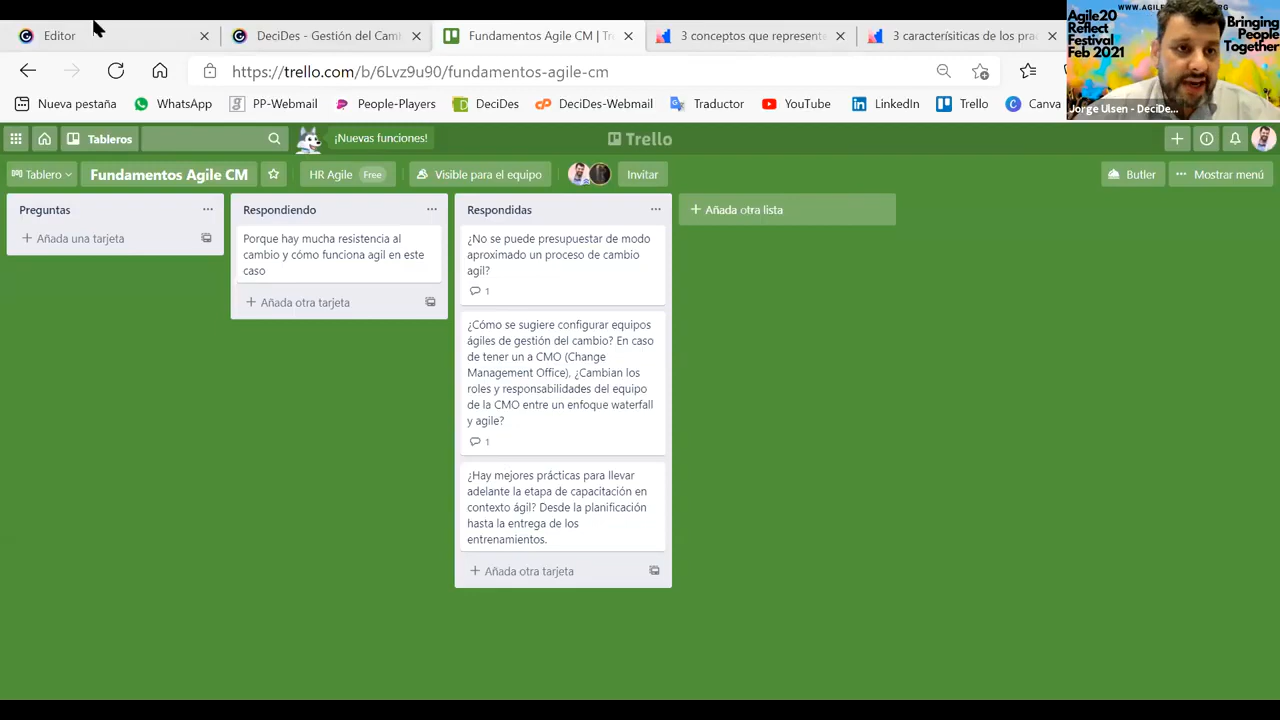 Editor
DeciDes - Gestión del Cam
Fundamentos Agile CM | Tr
3 conceptos que represente
3 caracterísiticas de los pra
WWW.AGILE
RG
Agile20
Reflect
Festival
Feb 2021
Bringing
People
Together
Jorge Ulsen - DeciDe...
https://trello.com/b/6Lvz9u90/fundamentos-agile-cm
Nueva pestaña
WhatsApp
PP-Webmail
People-Players
DeciDes
DeciDes-Webmail
Traductor
YouTube
LinkedIn
Trello
Canva
Tableros
¡Nuevas funciones!
Trello
Tablero
Fundamentos Agile CM
HR Agile Free
Visible para el equipo
Invitar
Butler
Mostrar menú
Preguntas
Añada una tarjeta
Respondiendo
Porque hay mucha resistencia al
cambio y cómo funciona agil en este
caso
Añada otra tarjeta
Respondidas
¿No se puede presupuestar de modo
aproximado un proceso de cambio
agíl?
1
¿Cómo se sugiere configurar equipos
ágiles de gestión del cambio? En caso
de tener un a CMO (Change
Management Office), ¿Cambian los
roles y responsabilidades del equipo
de la CMO entre un enfoque waterfall
y agile?
1
¿Hay mejores prácticas para llevar
adelante la etapa de capacitación en
contexto ágil? Desde la planificación
hasta la entrega de los
entrenamientos.
Añada otra tarjeta
Añada otra lista